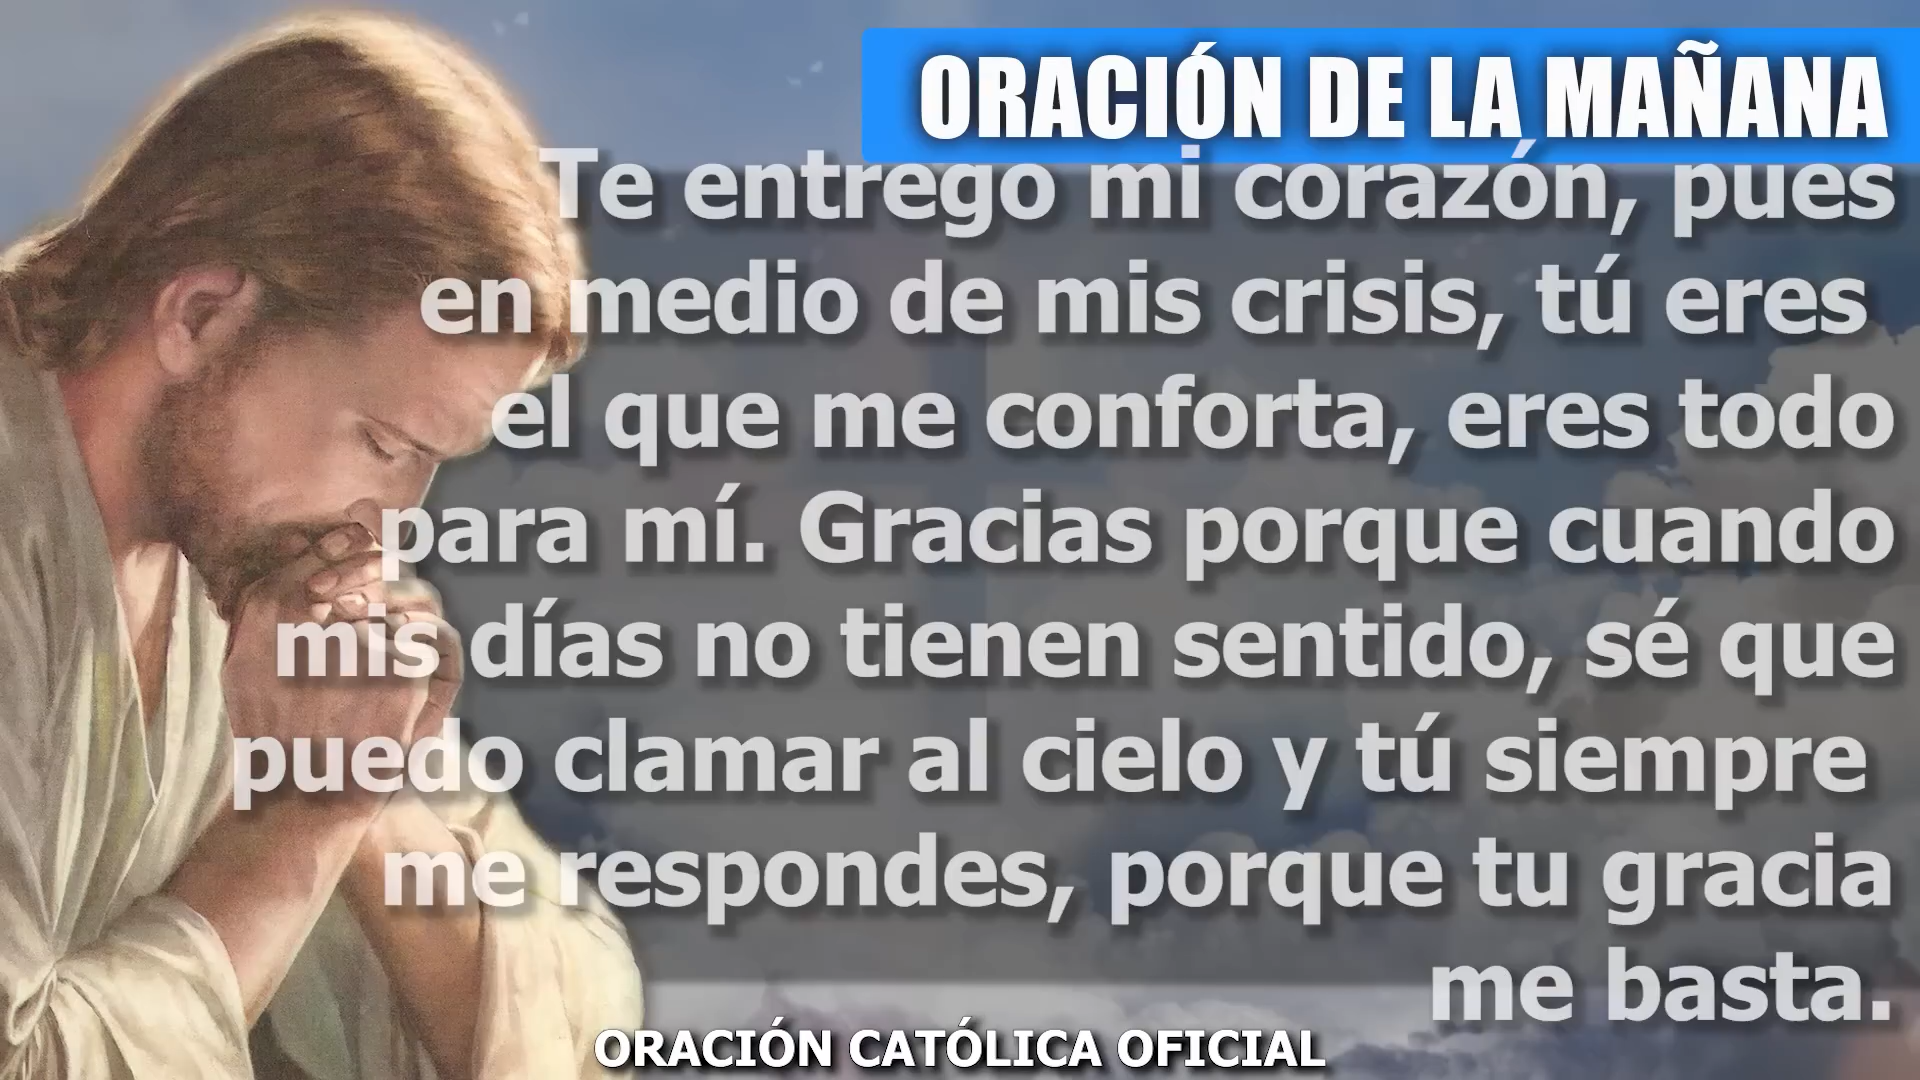 ORACIÓN DE LA MAÑANA
Te entrego mi corazón, pues
en medio de mis crisis, tú eres
el que me conforta, eres todo
para mí. Gracias porque cuando
mis días no tienen sentido, sé que
puedo clamar al cielo y tú siempre
me respondes, porque tu gracia
me basta.
ORACIÓN CATÓLICA OFICIAL